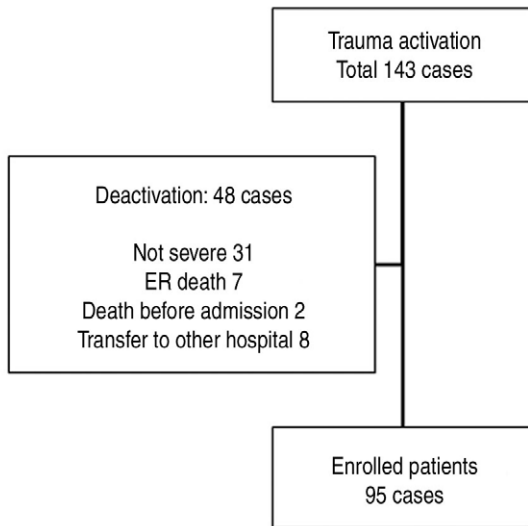 Trauma activation
Total 143 cases
Deactivation: 48 cases
Not severe 31
ER death 7
Death before admission 2
Transfer to other hospital 8
Enrolled patients
95 cases